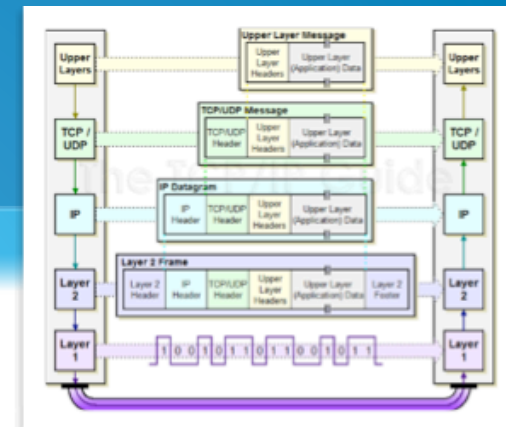 Upper Layer Message
Upper
Layers
Upper
Layer
Headers
Upper Layer
(Application) Data
Upper
Layers
TCP/UDP Message
TCP /
UDP
TCP/UDP
Header
Upper
Layer
Headers
Upper Layer
(Application) Data
TCP /
UDP
The TCP/IP Guide
IP Datagram
IP
IP
Header
TCP/UDP
Header
Upper
Layer
Headers
Upper Layer
(Application) Data
IP
Layer 2 Frame
Layer
2
Layer 2
Header
IP
Header
TCP/UDP
Header
Upper
Layer
Headers
Upper Layer
(Application) Data
Layer 2
Footer
Layer
2
Layer
1
1 0 0 1 0 1 1 0 1 1 0 0 1 0 1 1
Layer
1